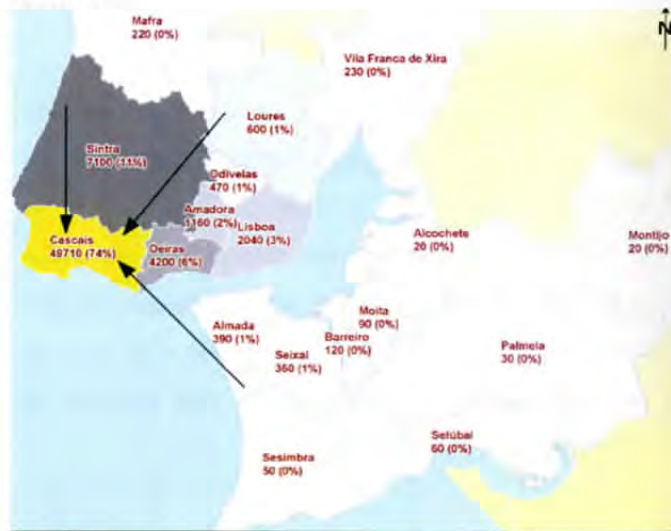 Mafra
220 (0%)
N
Vila Franca de Xira
230 (0%)
Loures
600 (1%)
Sintra
7100 (11%)
Odivelas
470 (1%)
Amadora
1160 (2%)
Lisboa
2040 (3%)
Cascais
49710 (74%)
Oeiras
4200 (6%)
Alcochete
20 (0%)
Montijo
20 (0%)
Moita
90 (0%)
Almada
390 (1%)
Barreiro
120 (0%)
Seixal
360 (1%)
Palmela
30 (0%)
Setúbal
60 (0%)
Sesimbra
50 (0%)